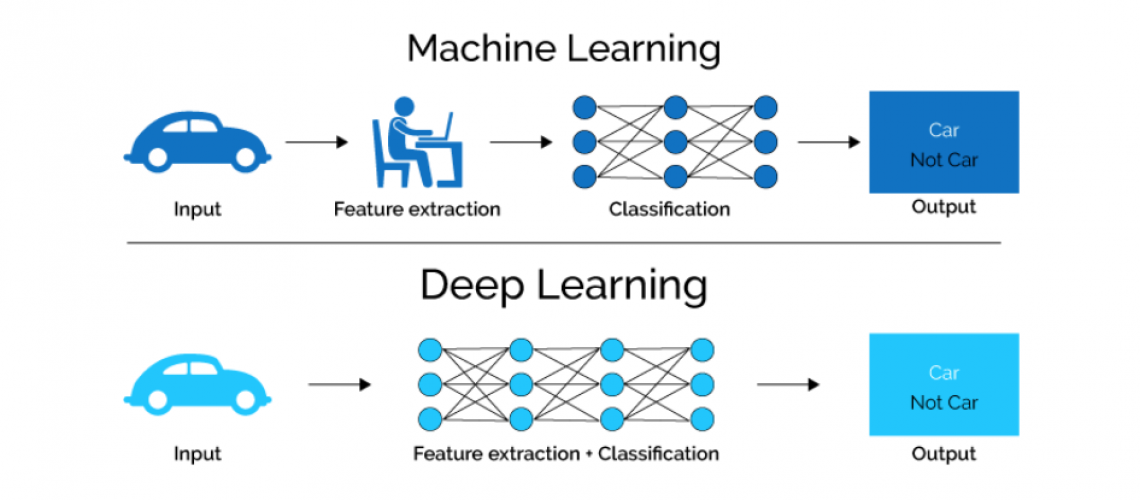 Machine Learning
Car
Not Car
Input
Feature extraction
Classification
Output
Deep Learning
Car
Not Car
Input
Feature extraction + Classification
Output